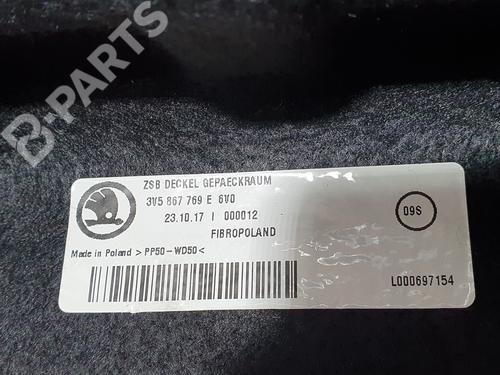 B-PARTS
ZSB DECKEL GEPAECKRAUM
3V5 867 769 E 6V0
23.10.17 | 000012
FIBROPOLAND
09S
Made in Poland >PP50-WD50<
L000697154